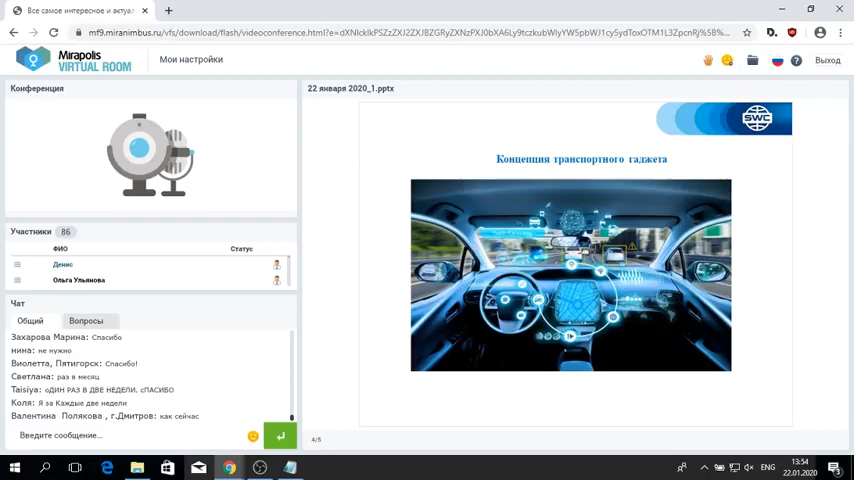 Все самое интересное и актуал
mf9.miranimbus.ru/vfs/download/flash/videoconference.html?
Mirapolis
VIRTUAL ROOM
Мои настройки
Выход
Конференция
22 января 2020_1.pptx
SWC
Концепция транспортного гаджета
Участники 86
ФИО Статус
Денис
Ольга Ульянова
Чат
Общий Вопросы
Захарова Марина: Спасибо
нина: не нужно
Виолетта, Пятигорск: Спасибо!
Светлана: раз в месяц
Taisiya: оДИН РАЗ В ДВЕ НЕДЕЛИ. сПАСИБО
Коля: Я за Каждые две недели
Валентина Полякова , г.Дмитров: как сейчас
Введите сообщение...
4/5
ENG
13:54
22.01.2020
3